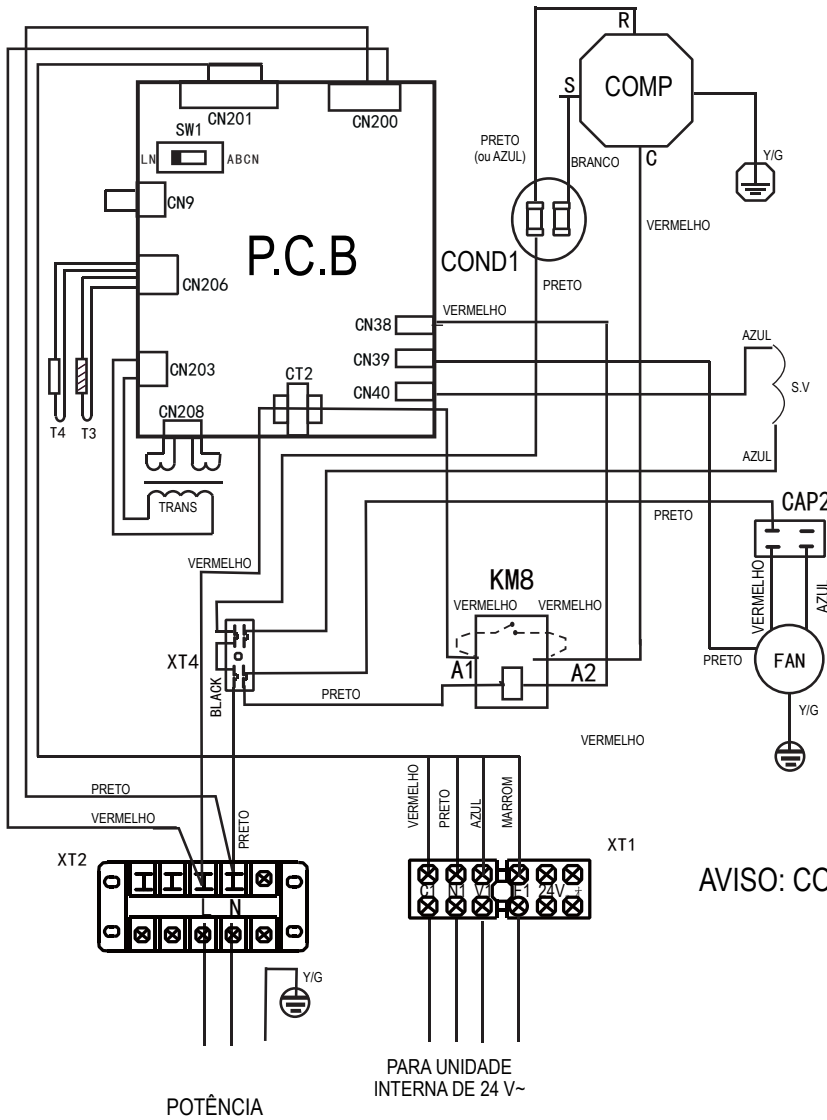 R
CN201
CN200
S
COMP
SW1
LN
ABCN
PRETO
(ou AZUL)
BRANCO
C
Y/G
CN9
VERMELHO
P.C.B
COND1
CN206
PRETO
VERMELHO
CN38
AZUL
CN39
CN203
CT2
CN40
S.V
CN208
T4
T3
AZUL
TRANS
CAP2
PRETO
VERMELHO
KM8
VERMELHO
AZUL
VERMELHO
VERMELHO
XT4
A1
A2
PRETO
FAN
BLACK
PRETO
Y/G
VERMELHO
PRETO
VERMELHO
PRETO
VERMELHO
PRETO
AZUL
MARROM
XT2
XT1
C1 N1 V1 F1 24V
AVISO: CO
L N
Y/G
PARA UNIDADE
INTERNA DE 24 V~
POTÊNCIA